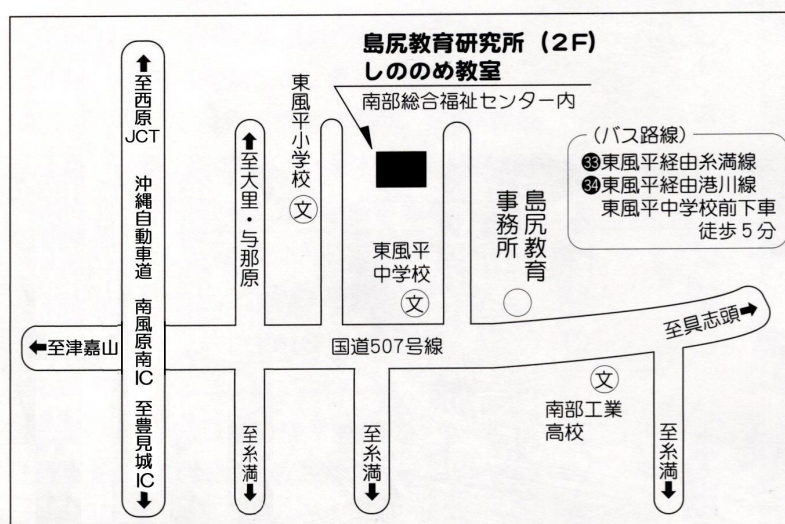 島尻教育研究所（2F）
しののめ教室
南部総合福祉センター内
（バス路線）
㉝東風平経由糸満線
㉞東風平経由港川線
東風平中学校前下車
徒歩5分
↑至西原JCT
沖縄自動車道
南風原南IC
至豊見城IC↓
↑至大里・与那原
東風平小学校
文
東風平
中学校
文
島尻教育
事務所
←至津嘉山
国道507号線
至具志頭→
文
南部工業
高校
至糸満↓
至糸満↓
至糸満↓